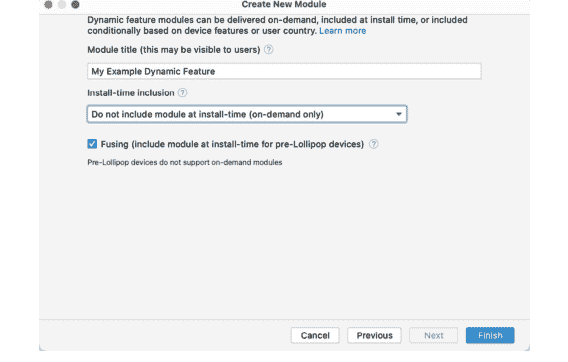 Create New Module
Dynamic feature modules can be delivered on-demand, included at install time, or included
conditionally based on device features or user country. Learn more
Module title (this may be visible to users) ?
My Example Dynamic Feature
Install-time inclusion ?
Do not include module at install-time (on-demand only)
Fusing (include module at install-time for pre-Lollipop devices) ?
Pre-Lollipop devices do not support on-demand modules
Cancel Previous Next Finish